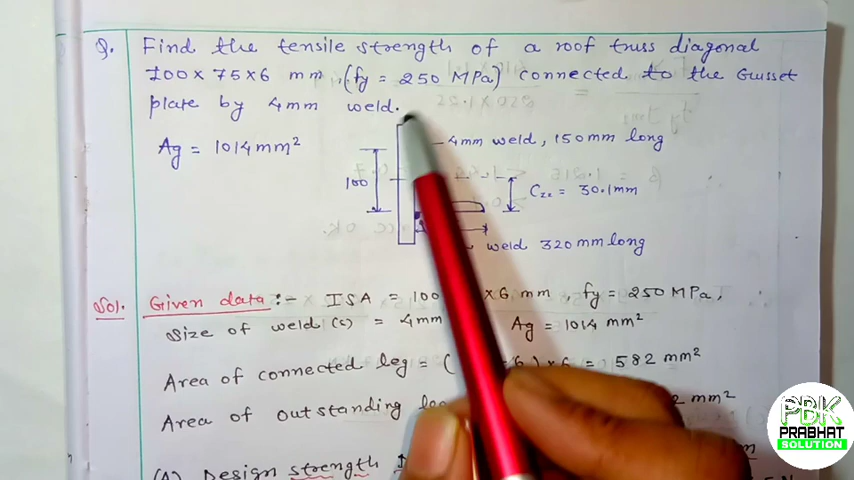 Q. Find the tensile strength of a roof truss diagonal
100 × 75 × 6 mm, (fy = 250 MPa) connected to the Gusset
plate by 4mm weld.
Ag = 1014 mm²
4mm weld, 150mm long
100
Czz = 30.1mm
weld 320 mm long
Sol. Given data :- ISA = 100 × 6 mm, fy = 250 MPa,
Size of weld (s) = 4mm Ag = 1014 mm²
Area of connected leg = ( 6) × 6 = 582 mm²
Area of outstanding 2 mm²
(A) Design strength
PBK
PRABHAT
SOLUTION